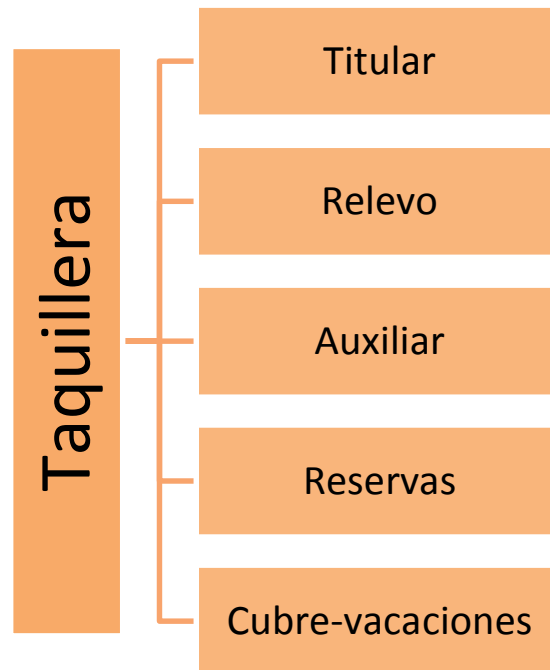 Taquillera
Titular
Relevo
Auxiliar
Reservas
Cubre-vacaciones